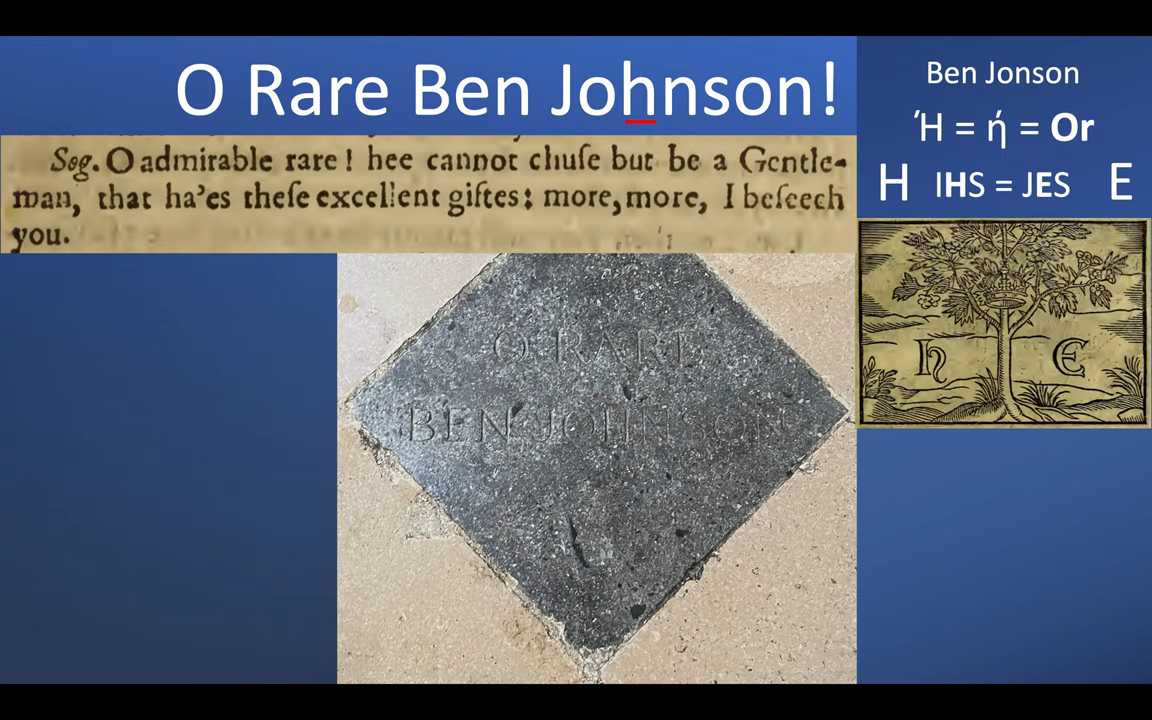 O Rare Ben Johnson!
Seg. O admirable rare! hee cannot chuſe but be a Gentle-
man, that ha'es theſe excellent giftes: more, more, I beſeech
you.
O RARE
BEN JOHNSON
Ben Jonson
Ή = ή = Or
H IHS = JES E
H E